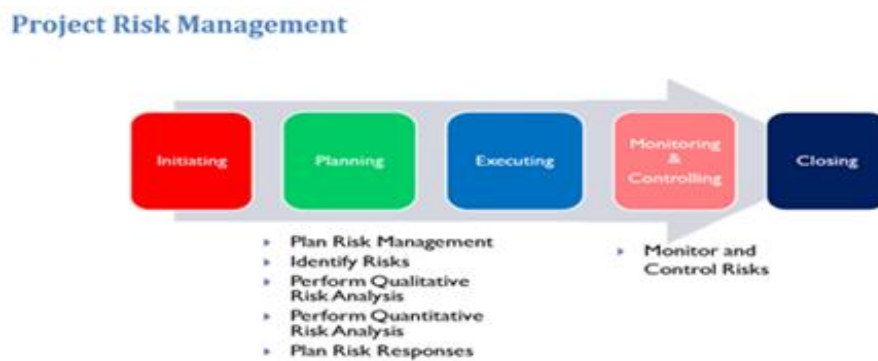 Project Risk Management
Initiating
Planning
Executing
Monitoring
&
Controlling
Closing
Plan Risk Management
Identify Risks
Perform Qualitative
Risk Analysis
Perform Quantitative
Risk Analysis
Plan Risk Responses
Monitor and
Control Risks